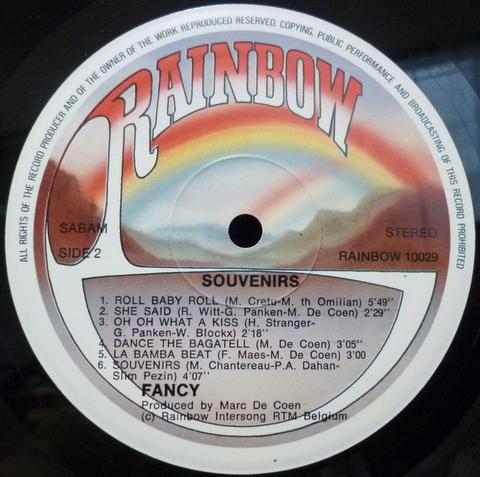 ALL RIGHTS OF THE RECORD PRODUCER AND OF THE OWNER OF THE WORK REPRODUCED RESERVED. COPYING, PUBLIC PERFORMANCE AND BROADCASTING OF THIS RECORD PROHIBITED
RAINBOW
SABAM STEREO
SIDE 2 RAINBOW 10029
SOUVENIRS
1. ROLL BABY ROLL (M. Cretu-M. th Omilian) 5'49"
2. SHE SAID (R. Witt-G. Panken-M. De Coen) 2'29"
3. OH OH WHAT A KISS (H. Stranger-
G. Panken-W. Blockx) 2'18"
4. DANCE THE BAGATELL (M. De Coen) 3'05"
5. LA BAMBA BEAT (F. Maes-M. De Coen) 3'00
6. SOUVENIRS (M. Chantereau-P.A. Dahan-
Slim Pezin) 4'07"
FANCY
Produced by Marc De Coen
(c) Rainbow Intersong RTM Belgium